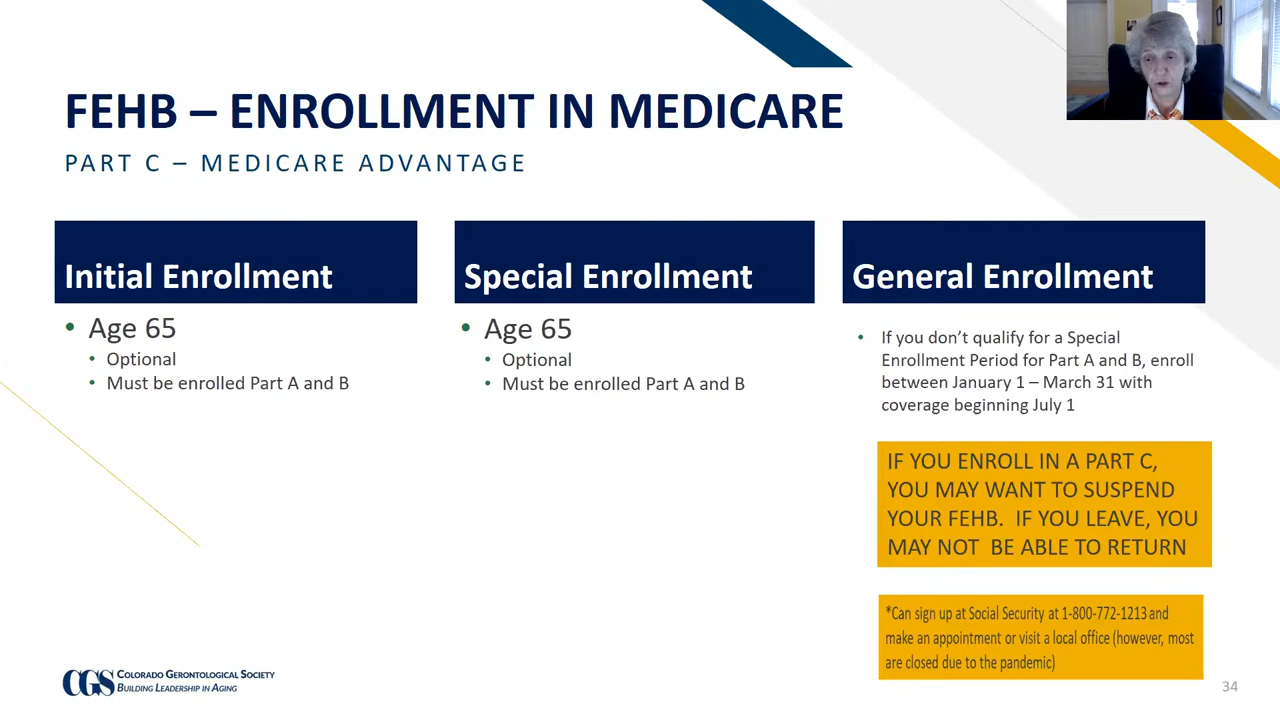 FEHB – ENROLLMENT IN MEDICARE
PART C – MEDICARE ADVANTAGE
Initial Enrollment
• Age 65
• Optional
• Must be enrolled Part A and B
Special Enrollment
• Age 65
• Optional
• Must be enrolled Part A and B
General Enrollment
• If you don’t qualify for a Special
Enrollment Period for Part A and B, enroll
between January 1 – March 31 with
coverage beginning July 1
IF YOU ENROLL IN A PART C,
YOU MAY WANT TO SUSPEND
YOUR FEHB.  IF YOU LEAVE, YOU
MAY NOT  BE ABLE TO RETURN
*Can sign up at Social Security at 1-800-772-1213 and
make an appointment or visit a local office (however, most
are closed due to the pandemic)
CGS COLORADO GERONTOLOGICAL SOCIETY
BUILDING LEADERSHIP IN AGING
34